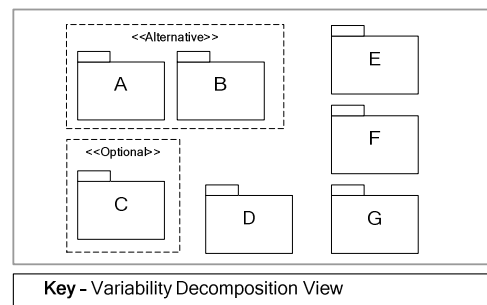 <<Alternative>>
A
B
E
F
<<Optional>>
C
D
G
Key - Variability Decomposition View